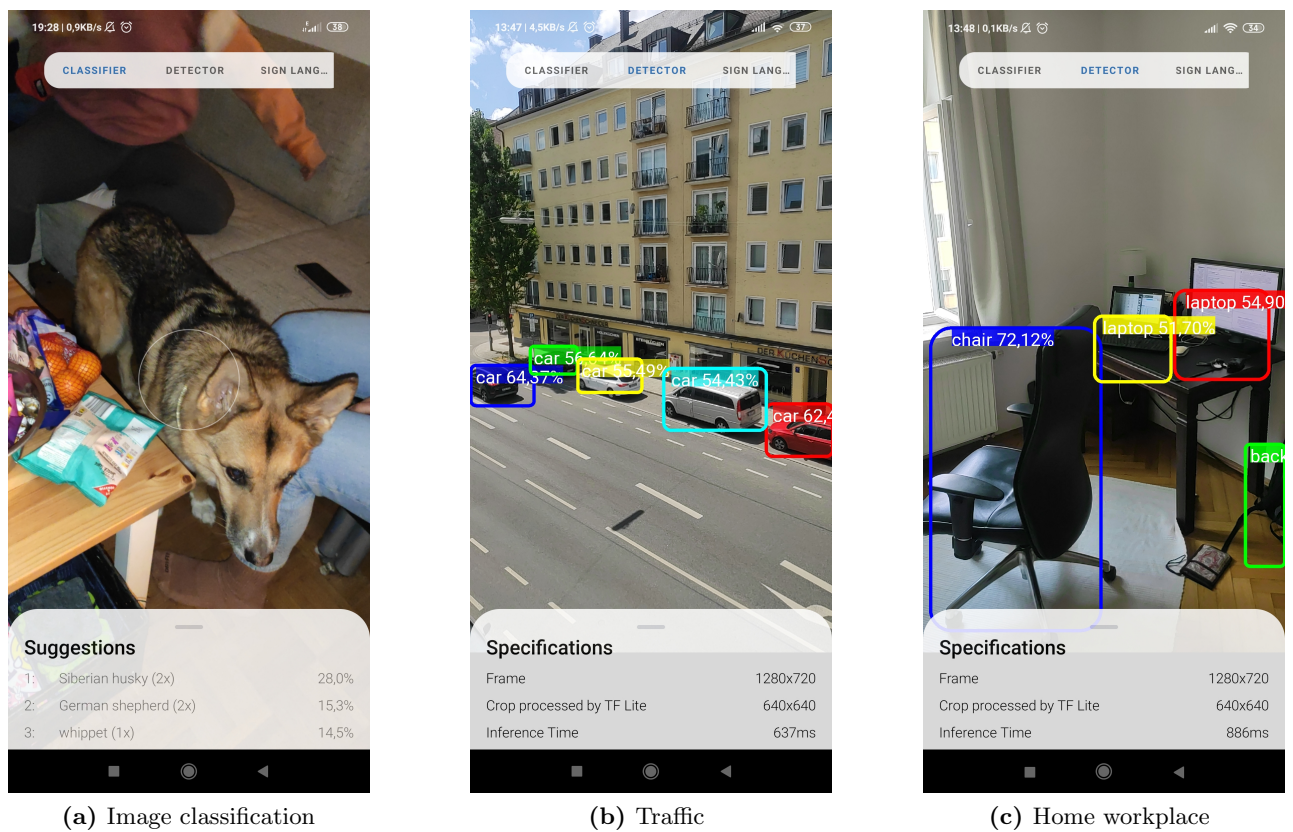 19:28 | 0,9KB/s
38
CLASSIFIER DETECTOR SIGN LANG...
Suggestions
1: Siberian husky (2x) 28,0%
2: German shepherd (2x) 15,3%
3: whippet (1x) 14,5%
(a) Image classification
13:47 | 4,5KB/s
37
CLASSIFIER DETECTOR SIGN LANG...
car 56,64%
car 55,49%
car 64,37%
car 54,43%
car 62,4
Specifications
Frame 1280x720
Crop processed by TF Lite 640x640
Inference Time 637ms
(b) Traffic
13:48 | 0,1KB/s
34
CLASSIFIER DETECTOR SIGN LANG...
laptop 54,90
laptop 51,70%
chair 72,12%
back
Specifications
Frame 1280x720
Crop processed by TF Lite 640x640
Inference Time 886ms
(c) Home workplace